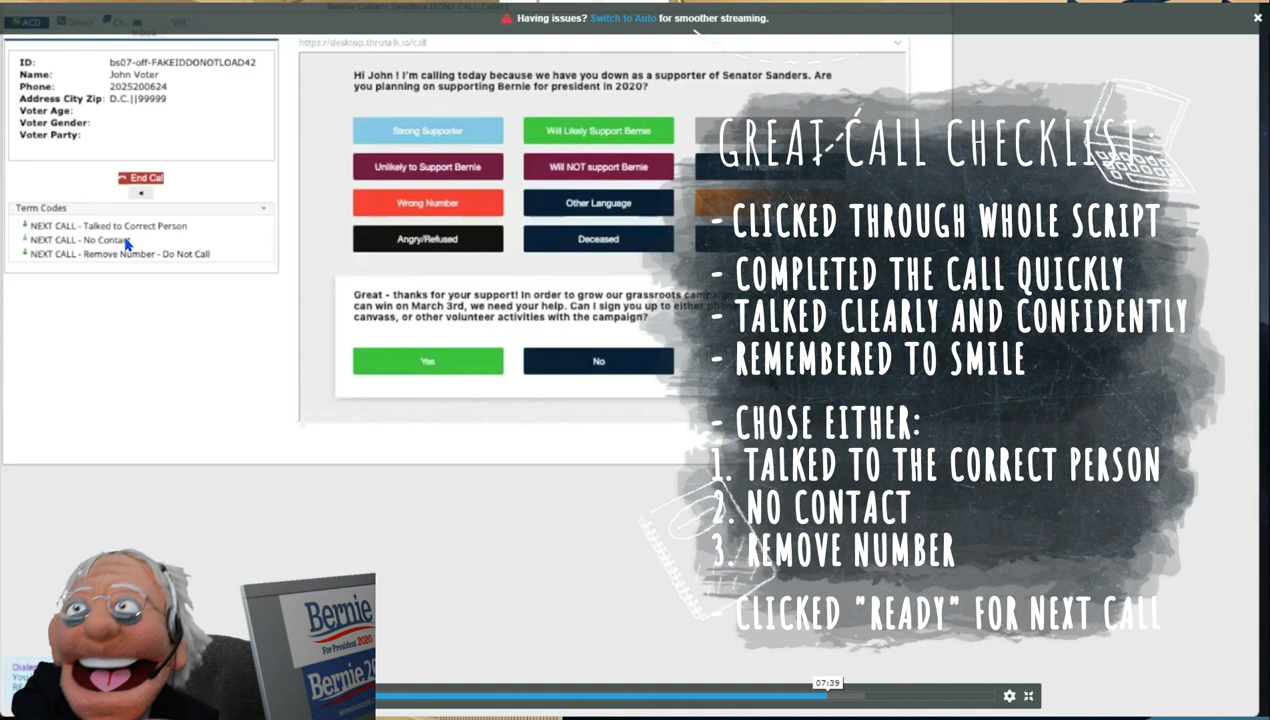 Having issues? Switch to Auto for smoother streaming.
ACD
Direct
VM
https://desktop.thrutalk.io/call
ID: bs07-off-FAKEIDDONOTLOAD42
Name: John Voter
Phone: 2025200624
Address City Zip: D.C.||99999
Voter Age:
Voter Gender:
Voter Party:
End Call
Term Codes
NEXT CALL - Talked to Correct Person
NEXT CALL - No Contact
NEXT CALL - Remove Number - Do Not Call
Hi John ! I'm calling today because we have you down as a supporter of Senator Sanders. Are
you planning on supporting Bernie for president in 2020?
Strong Supporter
Will Likely Support Bernie
Unlikely to Support Bernie
Will NOT support Bernie
Wrong Number
Other Language
Angry/Refused
Deceased
Great - thanks for your support! In order to grow our grassroots
can win on March 3rd, we need your help. Can I sign you up to either
canvass, or other volunteer activities with the campaign?
Yes
No
GREAT CALL CHECKLIST:
- CLICKED THROUGH WHOLE SCRIPT
- COMPLETED THE CALL QUICKLY
- TALKED CLEARLY AND CONFIDENTLY
- REMEMBERED TO SMILE
- CHOSE EITHER:
1. TALKED TO THE CORRECT PERSON
2. NO CONTACT
3. REMOVE NUMBER
- CLICKED "READY" FOR NEXT CALL
Bernie
For President 2020
Bernie
07:39